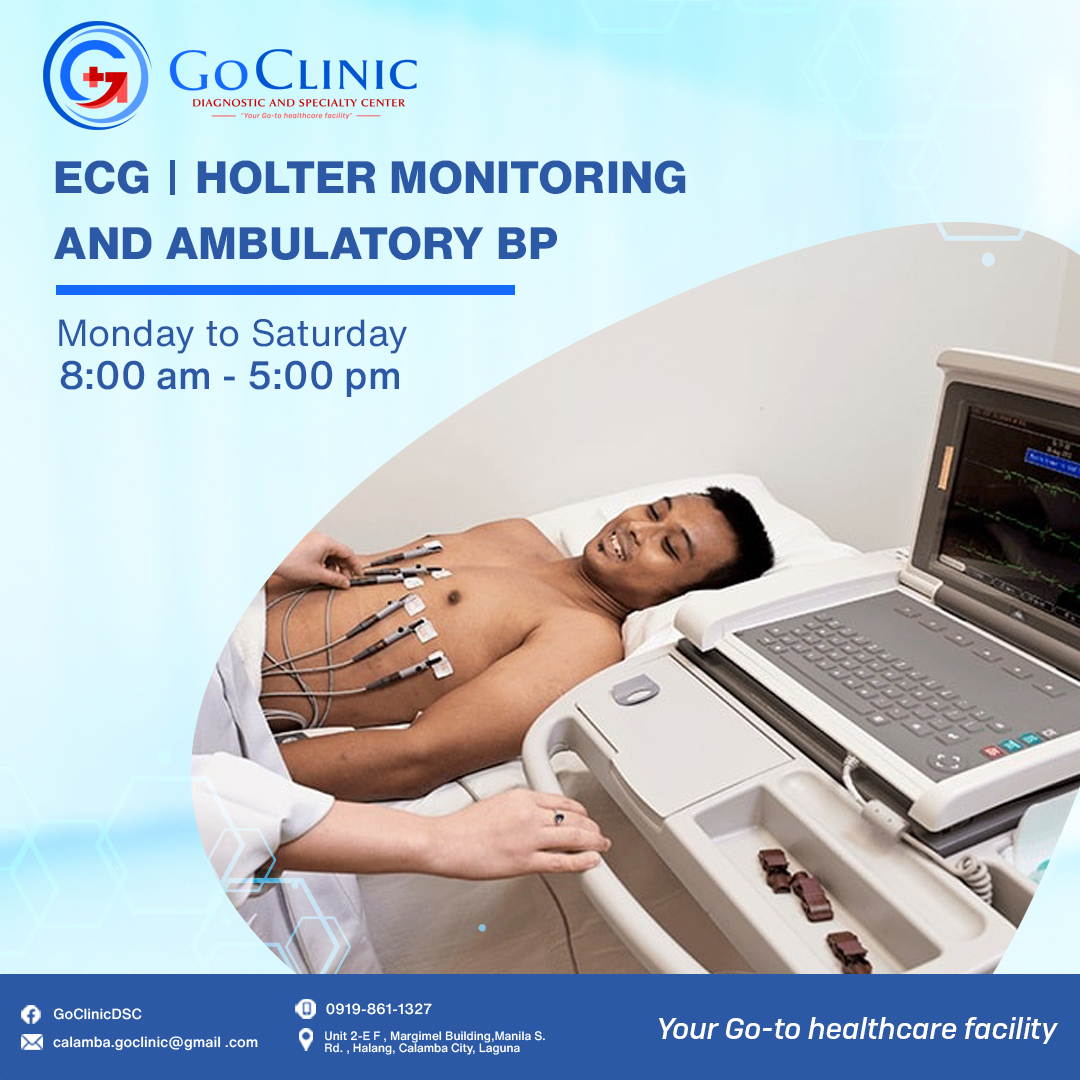 GOCLINIC
DIAGNOSTIC AND SPECIALTY CENTER
"Your Go-to healthcare facility"
ECG | HOLTER MONITORING
AND AMBULATORY BP
Monday to Saturday
8:00 am - 5:00 pm
GoClinicDSC
calamba.goclinic@gmail .com
0919-861-1327
Unit 2-E F , Margimel Building,Manila S.
Rd. , Halang, Calamba City, Laguna
Your Go-to healthcare facility